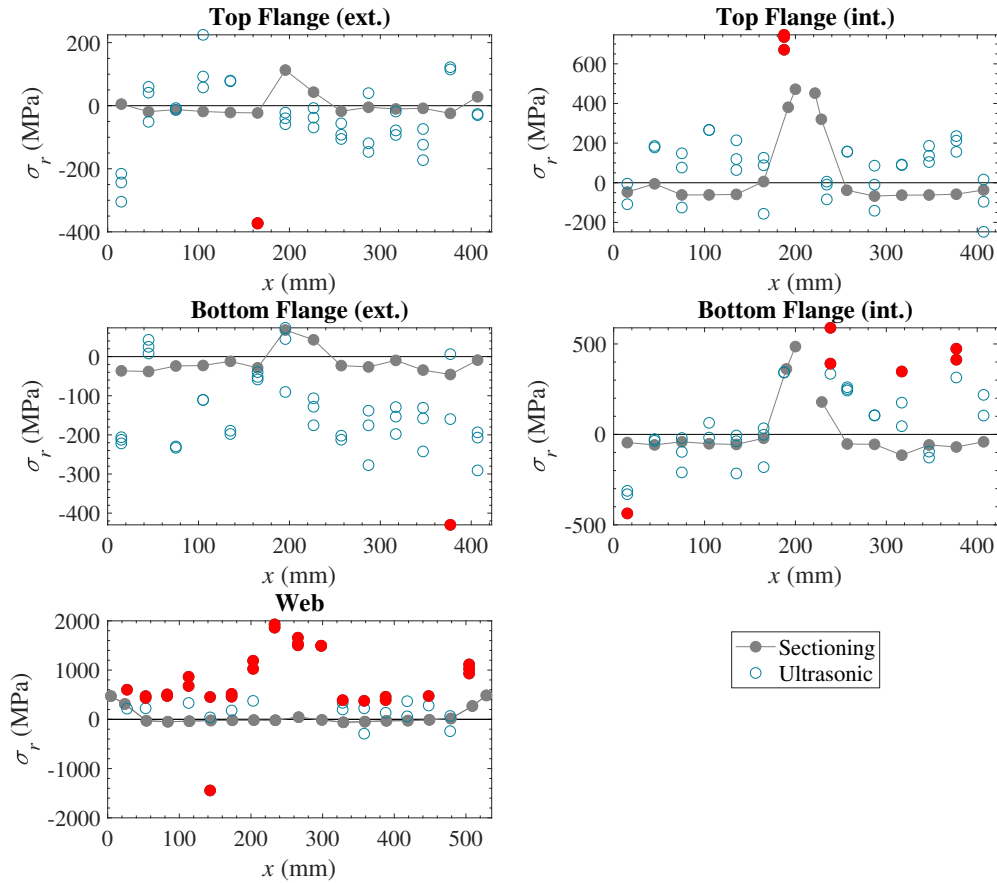 Top Flange (ext.)
200
0
-200
-400
σr (MPa)
0 100 200 300 400
x (mm)
Top Flange (int.)
600
400
200
0
-200
σr (MPa)
0 100 200 300 400
x (mm)
Bottom Flange (ext.)
0
-100
-200
-300
-400
σr (MPa)
0 100 200 300 400
x (mm)
Bottom Flange (int.)
500
0
-500
σr (MPa)
0 100 200 300 400
x (mm)
Web
2000
1000
0
-1000
-2000
σr (MPa)
0 100 200 300 400 500
x (mm)
Sectioning
Ultrasonic